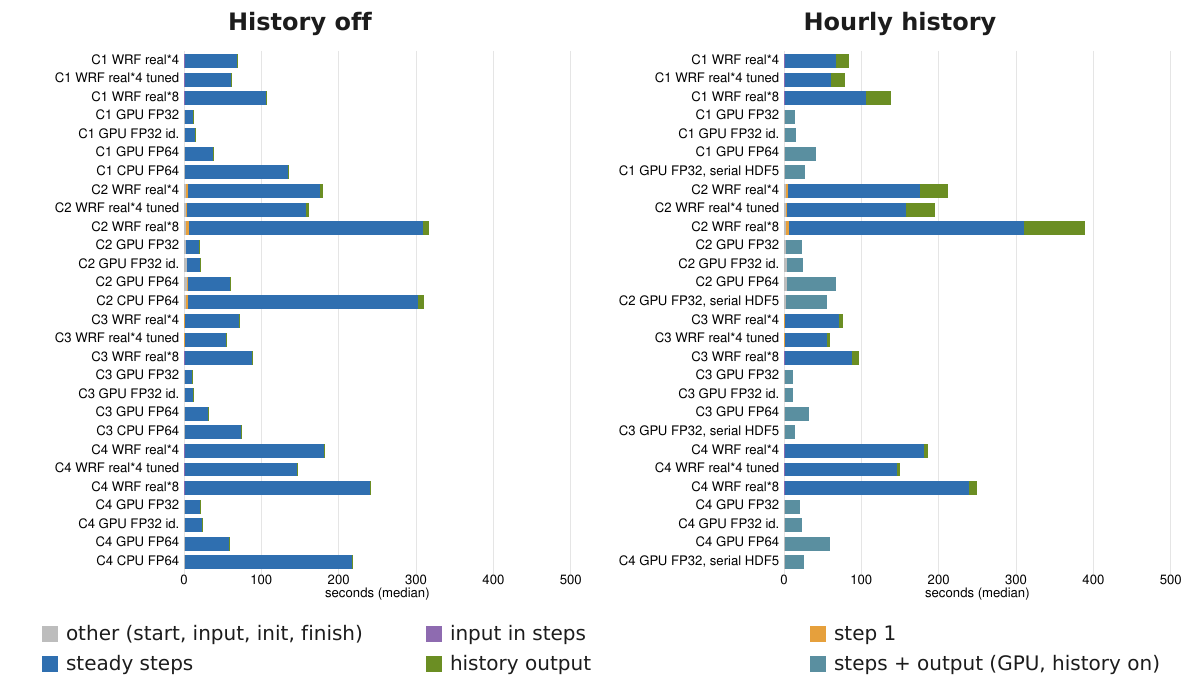 History off
C1 WRF real*4
C1 WRF real*4 tuned
C1 WRF real*8
C1 GPU FP32
C1 GPU FP32 id.
C1 GPU FP64
C1 CPU FP64
C2 WRF real*4
C2 WRF real*4 tuned
C2 WRF real*8
C2 GPU FP32
C2 GPU FP32 id.
C2 GPU FP64
C2 CPU FP64
C3 WRF real*4
C3 WRF real*4 tuned
C3 WRF real*8
C3 GPU FP32
C3 GPU FP32 id.
C3 GPU FP64
C3 CPU FP64
C4 WRF real*4
C4 WRF real*4 tuned
C4 WRF real*8
C4 GPU FP32
C4 GPU FP32 id.
C4 GPU FP64
C4 CPU FP64
0 100 200 300 400 500
seconds (median)
Hourly history
C1 WRF real*4
C1 WRF real*4 tuned
C1 WRF real*8
C1 GPU FP32
C1 GPU FP32 id.
C1 GPU FP64
C1 GPU FP32, serial HDF5
C2 WRF real*4
C2 WRF real*4 tuned
C2 WRF real*8
C2 GPU FP32
C2 GPU FP32 id.
C2 GPU FP64
C2 GPU FP32, serial HDF5
C3 WRF real*4
C3 WRF real*4 tuned
C3 WRF real*8
C3 GPU FP32
C3 GPU FP32 id.
C3 GPU FP64
C3 GPU FP32, serial HDF5
C4 WRF real*4
C4 WRF real*4 tuned
C4 WRF real*8
C4 GPU FP32
C4 GPU FP32 id.
C4 GPU FP64
C4 GPU FP32, serial HDF5
0 100 200 300 400 500
seconds (median)
other (start, input, init, finish)
input in steps
step 1
steady steps
history output
steps + output (GPU, history on)